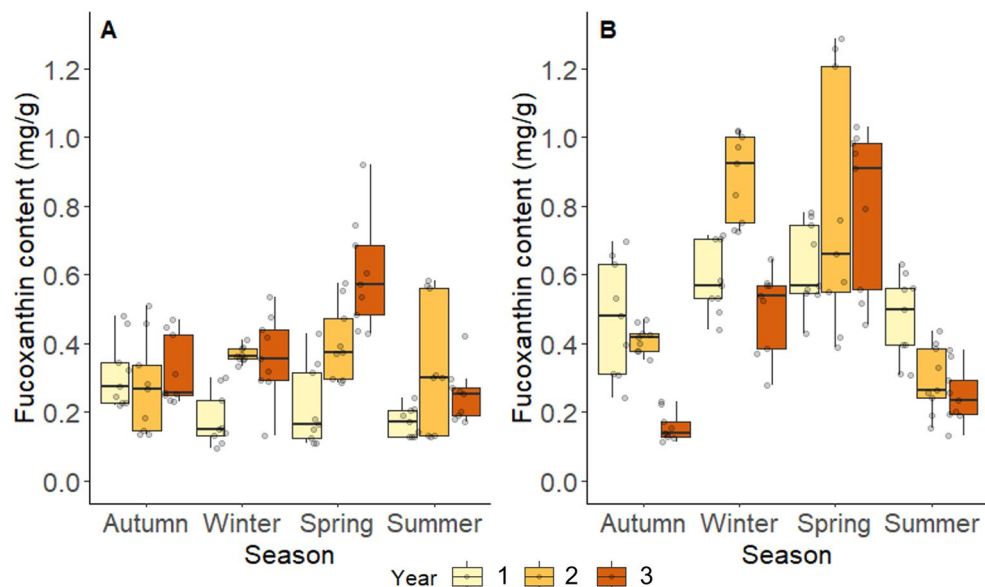 A
B
Fucoxanthin content (mg/g)
1.2
1.0
0.8
0.6
0.4
0.2
0.0
Autumn Winter Spring Summer
Season
Fucoxanthin content (mg/g)
1.2
1.0
0.8
0.6
0.4
0.2
0.0
Autumn Winter Spring Summer
Season
Year 1 2 3